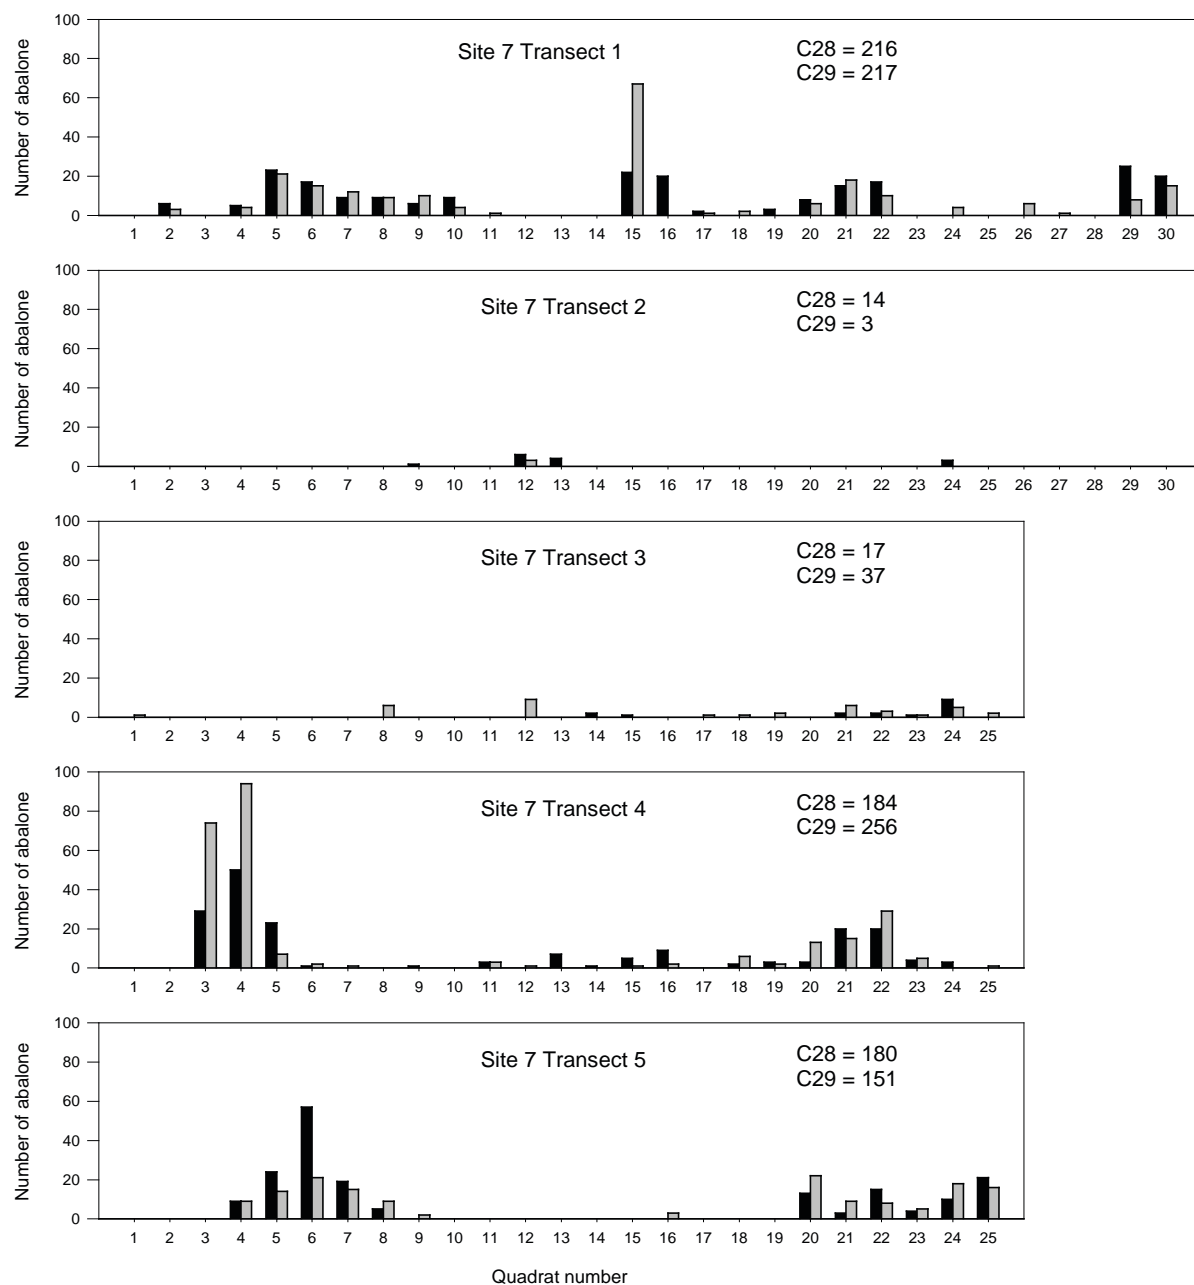 100
80
60
40
20
0
Number of abalone
Site 7 Transect 1
C28 = 216
C29 = 217
1 2 3 4 5 6 7 8 9 10 11 12 13 14 15 16 17 18 19 20 21 22 23 24 25 26 27 28 29 30
100
80
60
40
20
0
Number of abalone
Site 7 Transect 2
C28 = 14
C29 = 3
1 2 3 4 5 6 7 8 9 10 11 12 13 14 15 16 17 18 19 20 21 22 23 24 25 26 27 28 29 30
100
80
60
40
20
0
Number of abalone
Site 7 Transect 3
C28 = 17
C29 = 37
1 2 3 4 5 6 7 8 9 10 11 12 13 14 15 16 17 18 19 20 21 22 23 24 25
100
80
60
40
20
0
Number of abalone
Site 7 Transect 4
C28 = 184
C29 = 256
1 2 3 4 5 6 7 8 9 10 11 12 13 14 15 16 17 18 19 20 21 22 23 24 25
100
80
60
40
20
0
Number of abalone
Site 7 Transect 5
C28 = 180
C29 = 151
1 2 3 4 5 6 7 8 9 10 11 12 13 14 15 16 17 18 19 20 21 22 23 24 25
Quadrat number